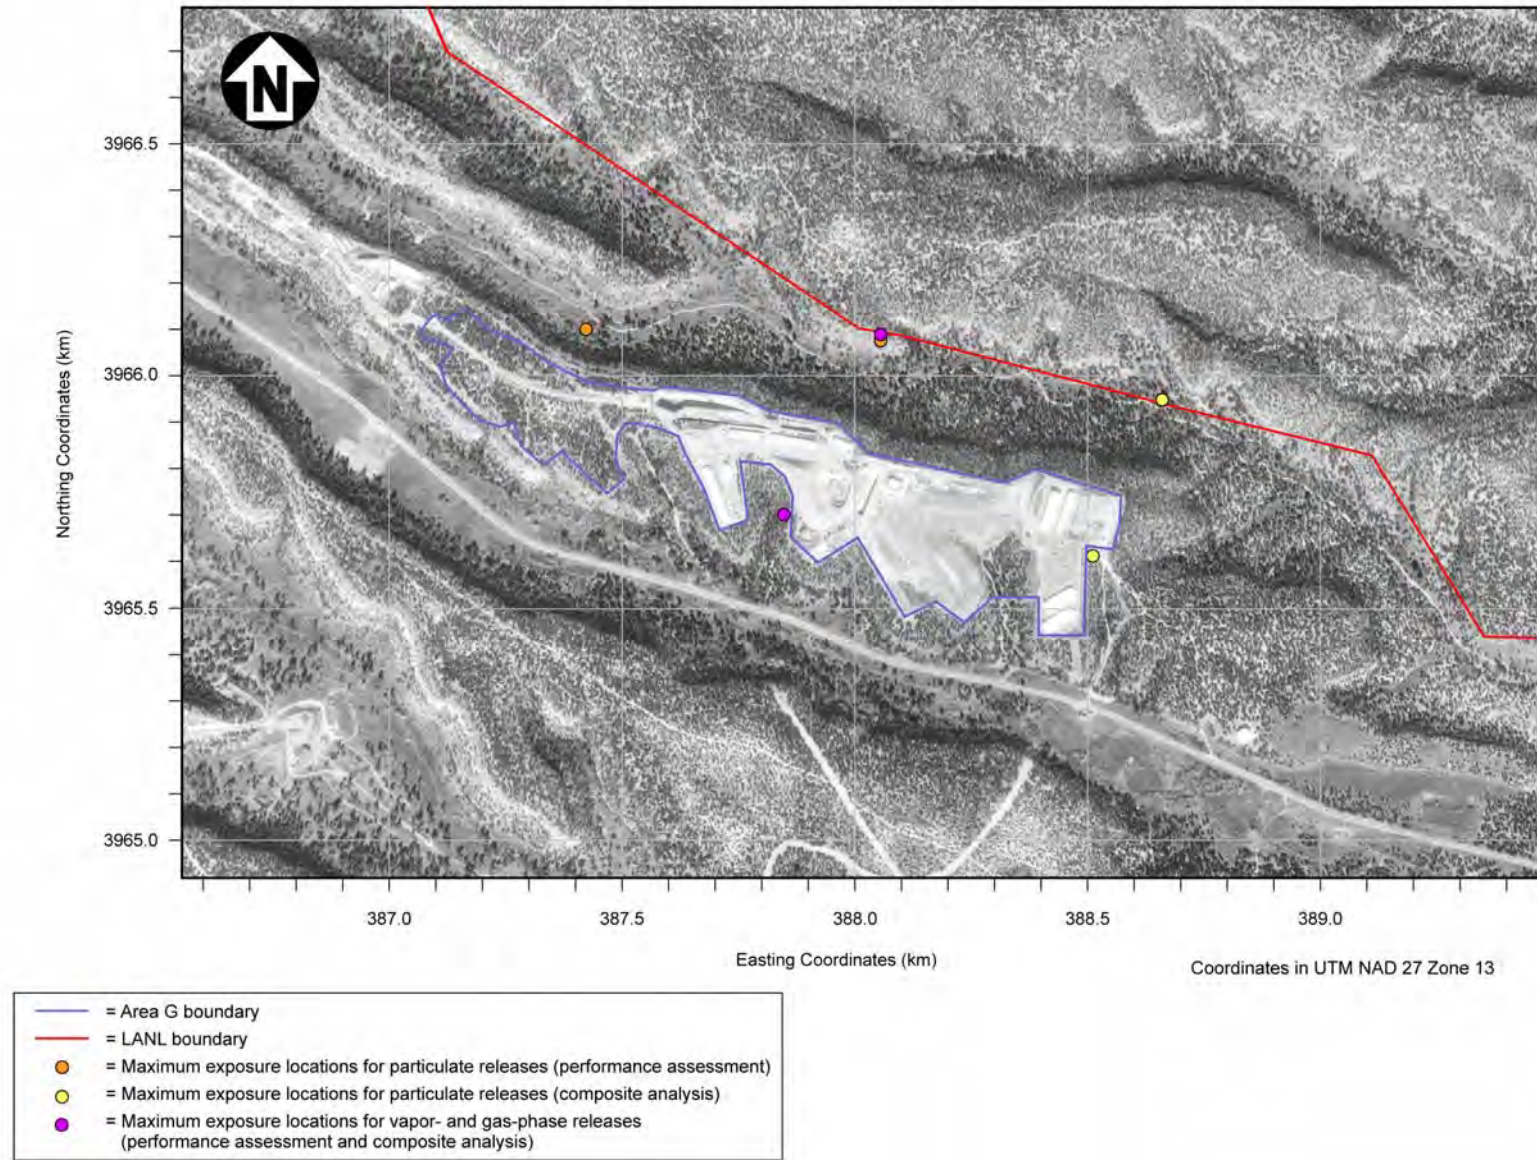 N
3966.5
3966.0
3965.5
3965.0
Northing Coordinates (km)
387.0 387.5 388.0 388.5 389.0
Easting Coordinates (km)
Coordinates in UTM NAD 27 Zone 13
= Area G boundary
= LANL boundary
= Maximum exposure locations for particulate releases (performance assessment)
= Maximum exposure locations for particulate releases (composite analysis)
= Maximum exposure locations for vapor- and gas-phase releases
(performance assessment and composite analysis)